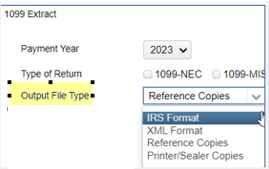 1099 Extract
Payment Year 2023
Type of Return 1099-NEC 1099-MIS
Output File Type Reference Copies
IRS Format
XML Format
Reference Copies
Printer/Sealer Copies